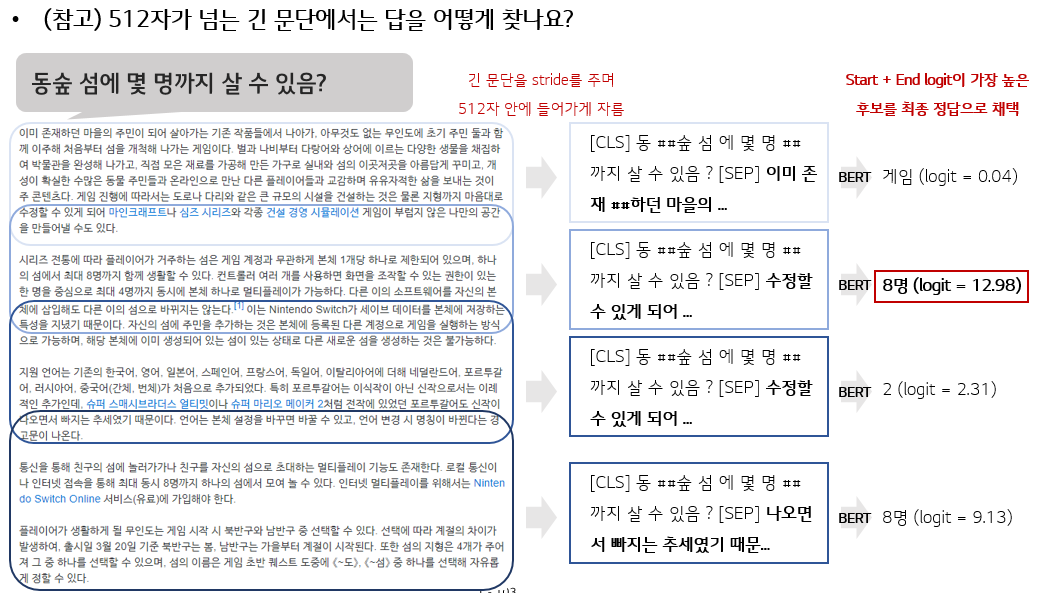 • (참고) 512자가 넘는 긴 문단에서는 답을 어떻게 찾나요?
동숲 섬에 몇 명까지 살 수 있음?
이미 존재하던 마을의 주민이 되어 살아가는 기존 작품들에서 나아가, 아무것도 없는 무인도에 초기 주민 둘과 함
께 이주해 처음부터 섬을 개척해 나가는 게임이다. 벌과 나비부터 다랑어와 상어에 이르는 다양한 생물을 채집하
여 박물관을 완성해 나가고, 직접 모은 재료를 가공해 만든 가구로 실내와 섬의 이곳저곳을 아름답게 꾸미고, 개
성이 확실한 수많은 동물 주민들과 온라인으로 만난 다른 플레이어들과 교감하며 유유자적한 삶을 보내는 것이
주 콘텐츠다. 게임 진행에 따라서는 도로나 다리와 같은 큰 규모의 시설을 건설하는 것은 물론 지형까지 마음대로
수정할 수 있게 되어 마인크래프트나 심즈 시리즈와 각종 건설 경영 시뮬레이션 게임이 부럽지 않은 나만의 공간
을 만들어낼 수도 있다.
시리즈 전통에 따라 플레이어가 거주하는 섬은 게임 계정과 무관하게 본체 1개당 하나로 제한되어 있으며, 하나
의 섬에서 최대 8명까지 함께 생활할 수 있다. 컨트롤러 여러 개를 사용하면 화면을 조작할 수 있는 권한이 있는
한 명을 중심으로 최대 4명까지 동시에 본체 하나로 멀티플레이가 가능하다. 다른 이의 소프트웨어를 자신의 본
체에 삽입해도 다른 이의 섬으로 바뀌지는 않는다.[1] 이는 Nintendo Switch가 세이브 데이터를 본체에 저장하는
특성을 지녔기 때문이다. 자신의 섬에 주민을 추가하는 것은 본체에 등록된 다른 계정으로 게임을 실행하는 방식
으로 가능하며, 해당 본체에 이미 생성되어 있는 섬이 있는 상태로 다른 새로운 섬을 생성하는 것은 불가능하다.
지원 언어는 기존의 한국어, 영어, 일본어, 스페인어, 프랑스어, 독일어, 이탈리아어에 더해 네덜란드어, 포르투갈
어, 러시아어, 중국어(간체, 번체)가 처음으로 추가되었다. 특히 포르투갈어는 이식작이 아닌 신작으로서는 이례
적인 추가인데, 슈퍼 스매시브라더스 얼티밋이나 슈퍼 마리오 메이커 2처럼 전작에 있었던 포르투갈어도 신작이
나오면서 빠지는 추세였기 때문이다. 언어는 본체 설정을 바꾸면 바꿀 수 있고, 언어 변경 시 명칭이 바뀐다는 경
고문이 나온다.
통신을 통해 친구의 섬에 놀러가거나 친구를 자신의 섬으로 초대하는 멀티플레이 기능도 존재한다. 로컬 통신이
나 인터넷 접속을 통해 최대 동시 8명까지 하나의 섬에서 모여 놀 수 있다. 인터넷 멀티플레이를 위해서는 Ninten
do Switch Online 서비스(유료)에 가입해야 한다.
플레이어가 생활하게 될 무인도는 게임 시작 시 북반구와 남반구 중 선택할 수 있다. 선택에 따라 계절의 차이가
발생하여, 출시일 3월 20일 기준 북반구는 봄, 남반구는 가을부터 계절이 시작된다. 또한 섬의 지형은 4개가 주어
져 그 중 하나를 선택할 수 있으며, 섬의 이름은 게임 초반 퀘스트 도중에 《~도》, 《~섬》 중 하나를 선택해 자유롭
게 정할 수 있다.
긴 문단을 stride를 주며
512자 안에 들어가게 자름
[CLS] 동 ##숲 섬 에 몇 명 ##
까지 살 수 있음 ? [SEP] 이미 존
재 ##하던 마을의 ...
[CLS] 동 ##숲 섬 에 몇 명 ##
까지 살 수 있음 ? [SEP] 수정할
수 있게 되어 ...
[CLS] 동 ##숲 섬 에 몇 명 ##
까지 살 수 있음 ? [SEP] 수정할
수 있게 되어 ...
[CLS] 동 ##숲 섬 에 몇 명 ##
까지 살 수 있음 ? [SEP] 나오면
서 빠지는 추세였기 때문...
Start + End logit이 가장 높은
후보를 최종 정답으로 채택
BERT 게임 (logit = 0.04)
BERT 8명 (logit = 12.98)
BERT 2 (logit = 2.31)
BERT 8명 (logit = 9.13)